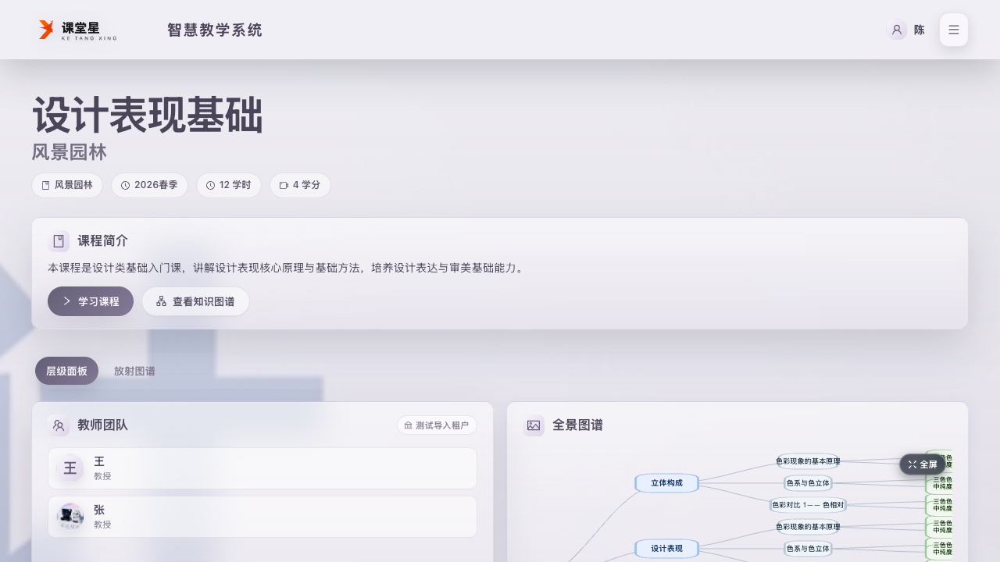 课堂星
KE TANG XING
智慧教学系统
陈
设计表现基础
风景园林
风景园林
2026春季
12 学时
4 学分
课程简介
本课程是设计类基础入门课，讲解设计表现核心原理与基础方法，培养设计表达与审美基础能力。
学习课程
查看知识图谱
层级面板
放射图谱
教师团队
测试导入租户
王
王
教授
张
教授
全景图谱
全屏
立体构成
设计表现
色彩现象的基本原理
色系与色立体
色彩对比 1—— 色相对
色彩现象的基本原理
色系与色立体
三色色
三色色
中纯度
三色色
中纯度
三色色
中纯度
三色色
中纯度